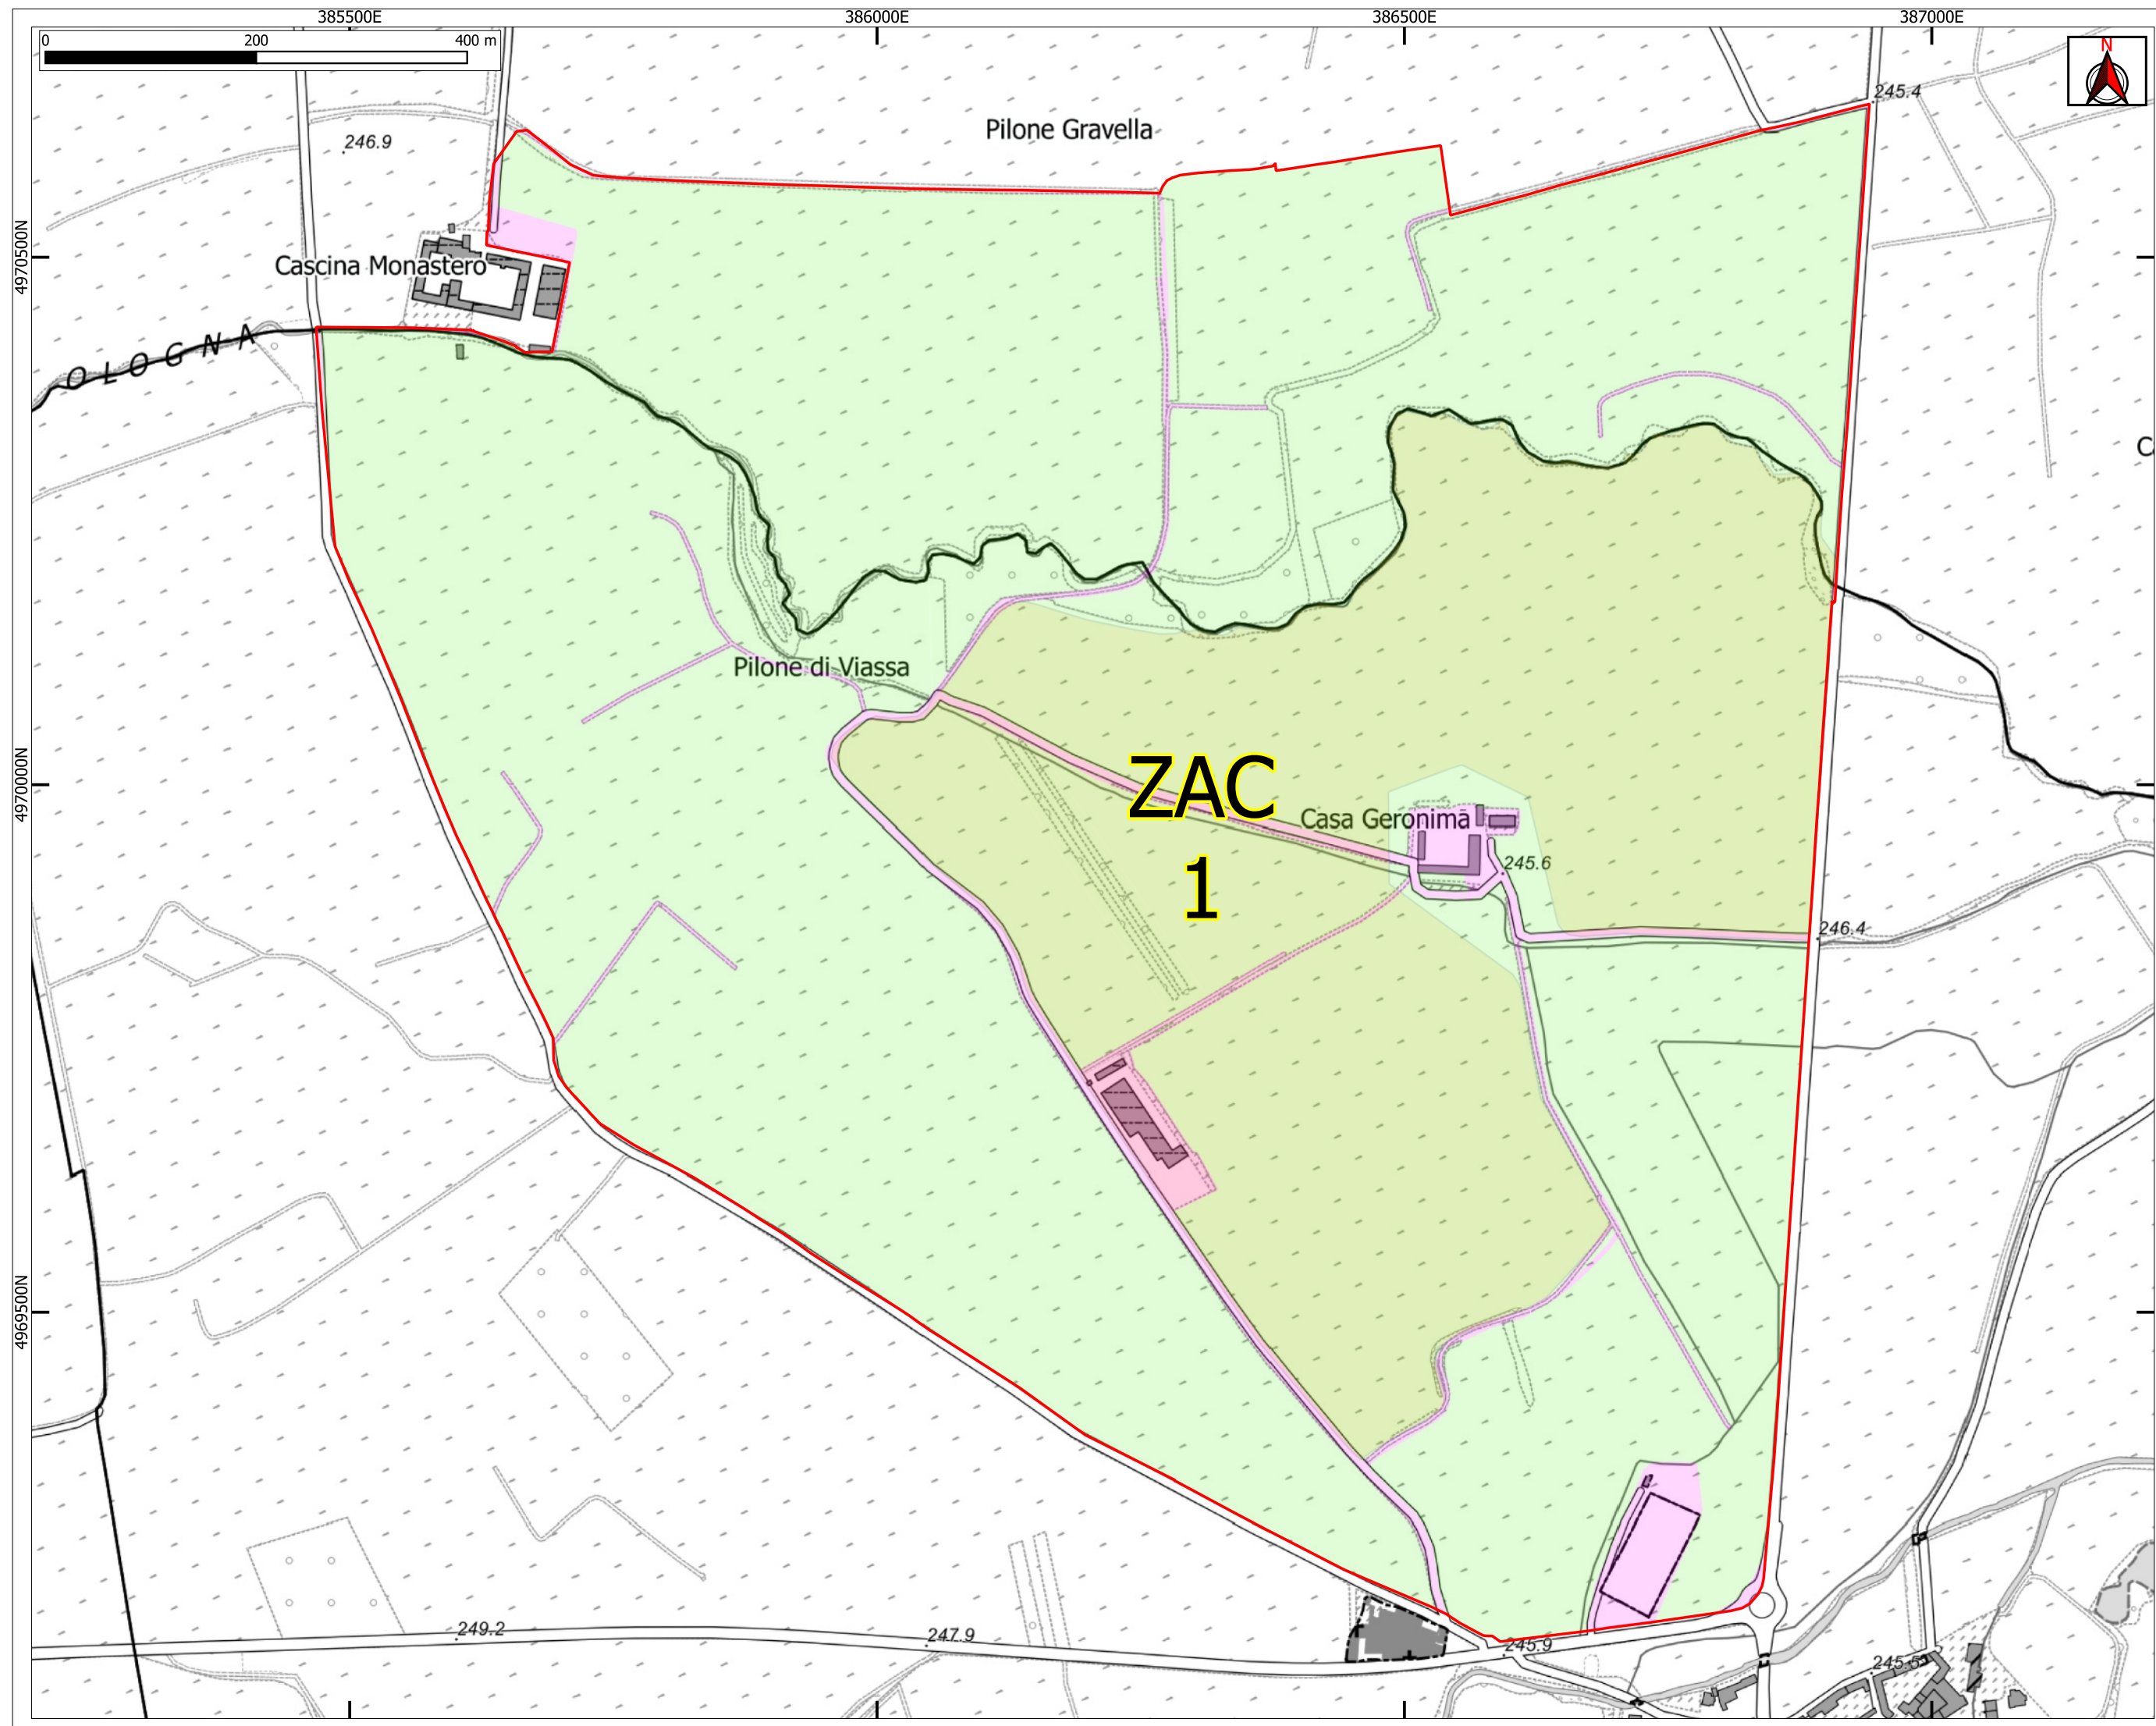 385500E 386000E 386500E 387000E
0 200 400 m
N
245.4
Pilone Gravella
246.9
4970500N
Cascina Monastero
OLOGNA
C
Pilone di Viassa
4970000N
ZAC
1
Casa Geronima
245.6
246.4
4969500N
249.2
247.9
245.9
245.5